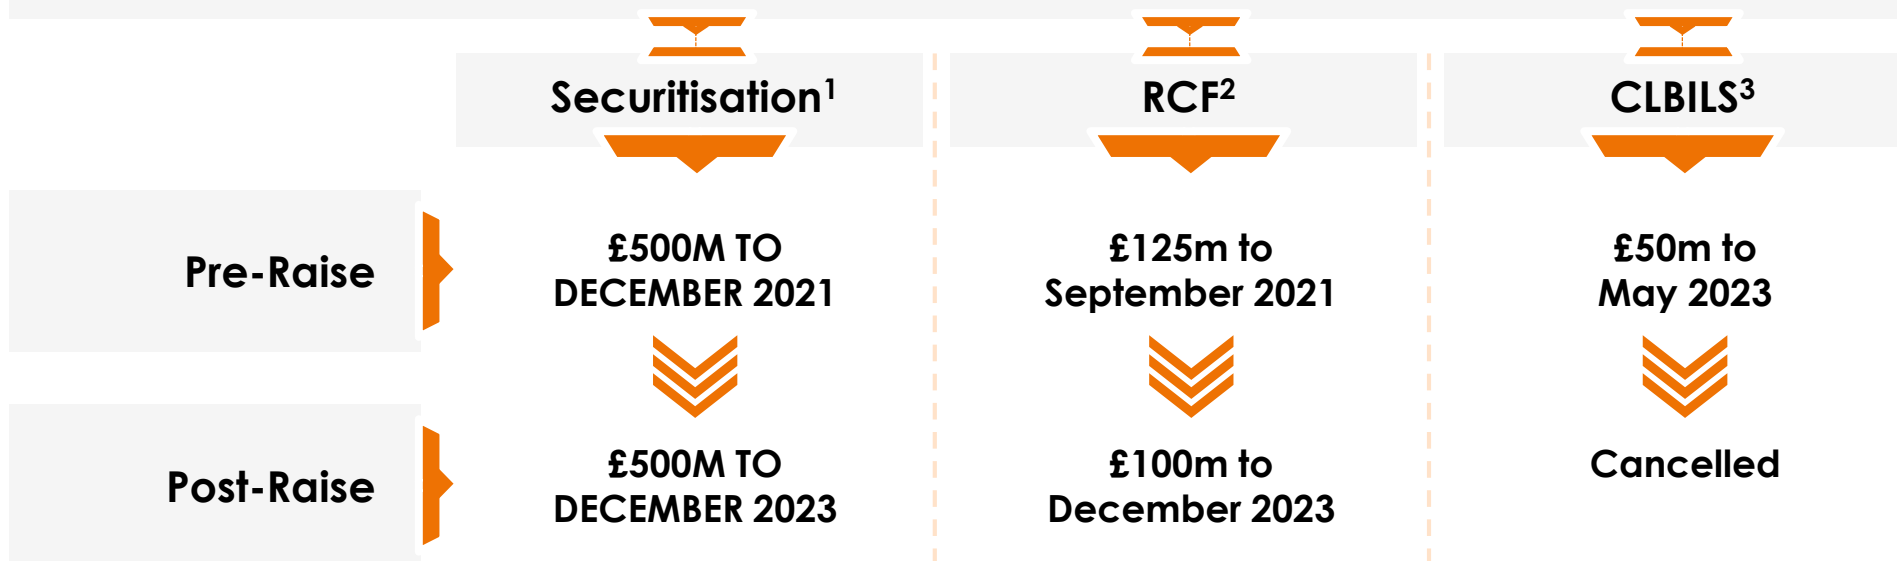 Securitisation¹ RCF² CLBILS³
Pre-Raise
£500M TO
DECEMBER 2021
£125m to
September 2021
£50m to
May 2023
Post-Raise
£500M TO
DECEMBER 2023
£100m to
December 2023
Cancelled